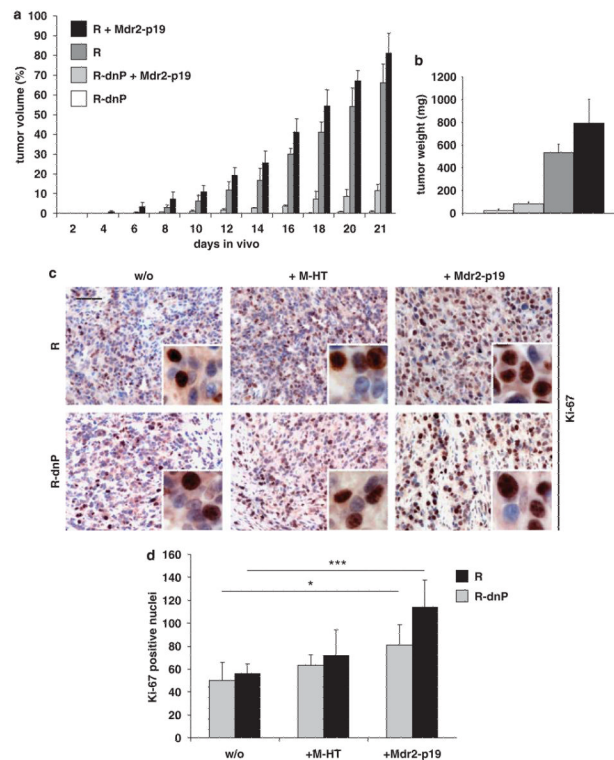 a
R + Mdr2-p19
R
R-dnP + Mdr2-p19
R-dnP
tumor volume (%)
100
90
80
70
60
50
40
30
20
10
0
2 4 6 8 10 12 14 16 18 20 21
days in vivo
b
tumor weight (mg)
1200
1000
800
600
400
200
0
c
w/o + M-HT + Mdr2-p19
R
R-dnP
Ki-67
d
Ki-67 positive nuclei
160
140
120
100
80
60
40
20
0
***
*
R
R-dnP
w/o +M-HT +Mdr2-p19